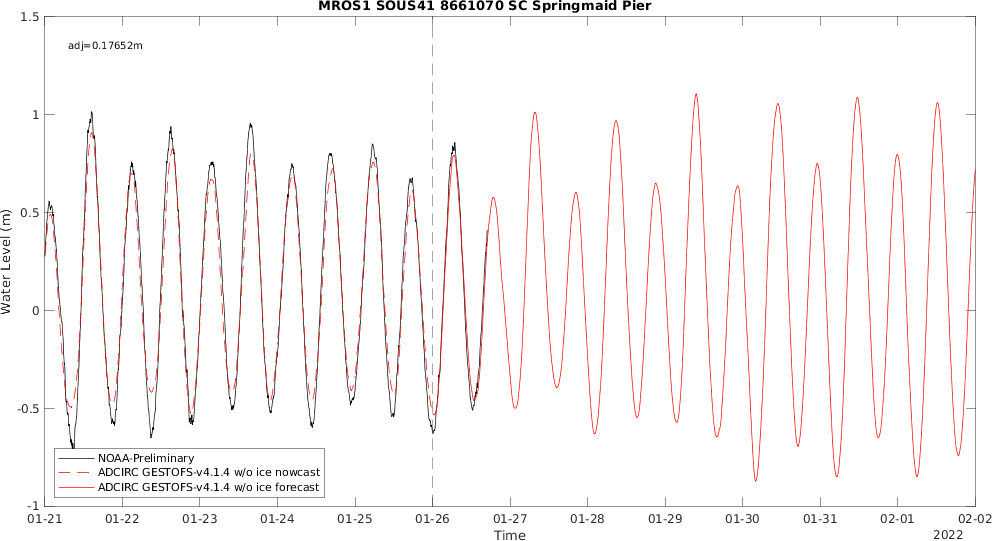 MROS1 SOUS41 8661070 SC Springmaid Pier
1.5
adj=0.17652m
1
0.5
Water Level (m)
0
-0.5
NOAA-Preliminary
ADCIRC GESTOFS-v4.1.4 w/o ice nowcast
ADCIRC GESTOFS-v4.1.4 w/o ice forecast
-1
01-21 01-22 01-23 01-24 01-25 01-26 01-27 01-28 01-29 01-30 01-31 02-01 02-02
Time
2022